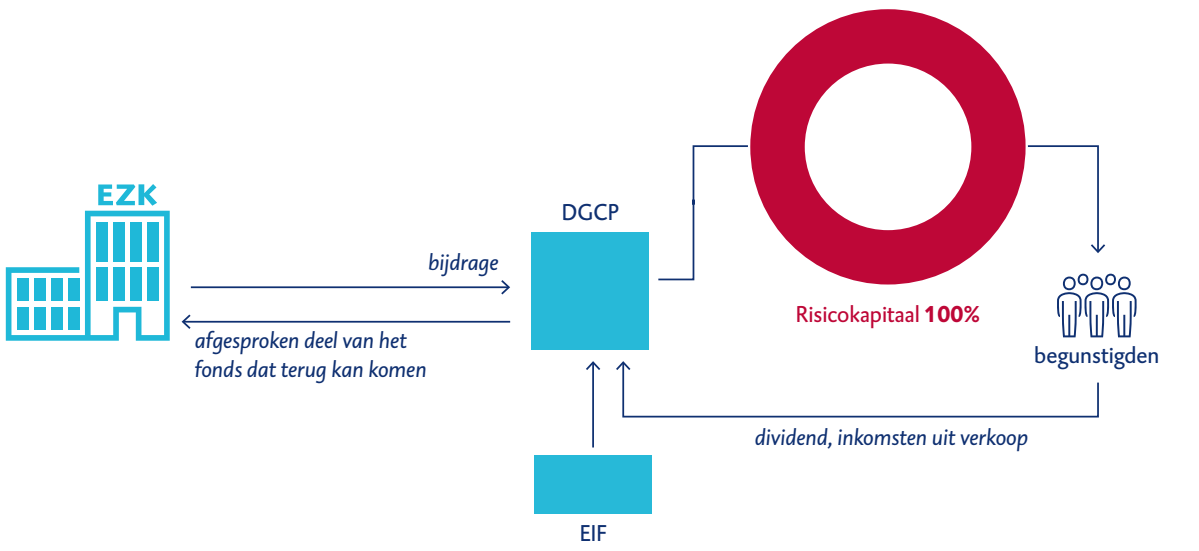 EZK
bijdrage
afgesproken deel van het
fonds dat terug kan komen
DGCP
EIF
Risicokapitaal 100%
begunstigden
dividend, inkomsten uit verkoop